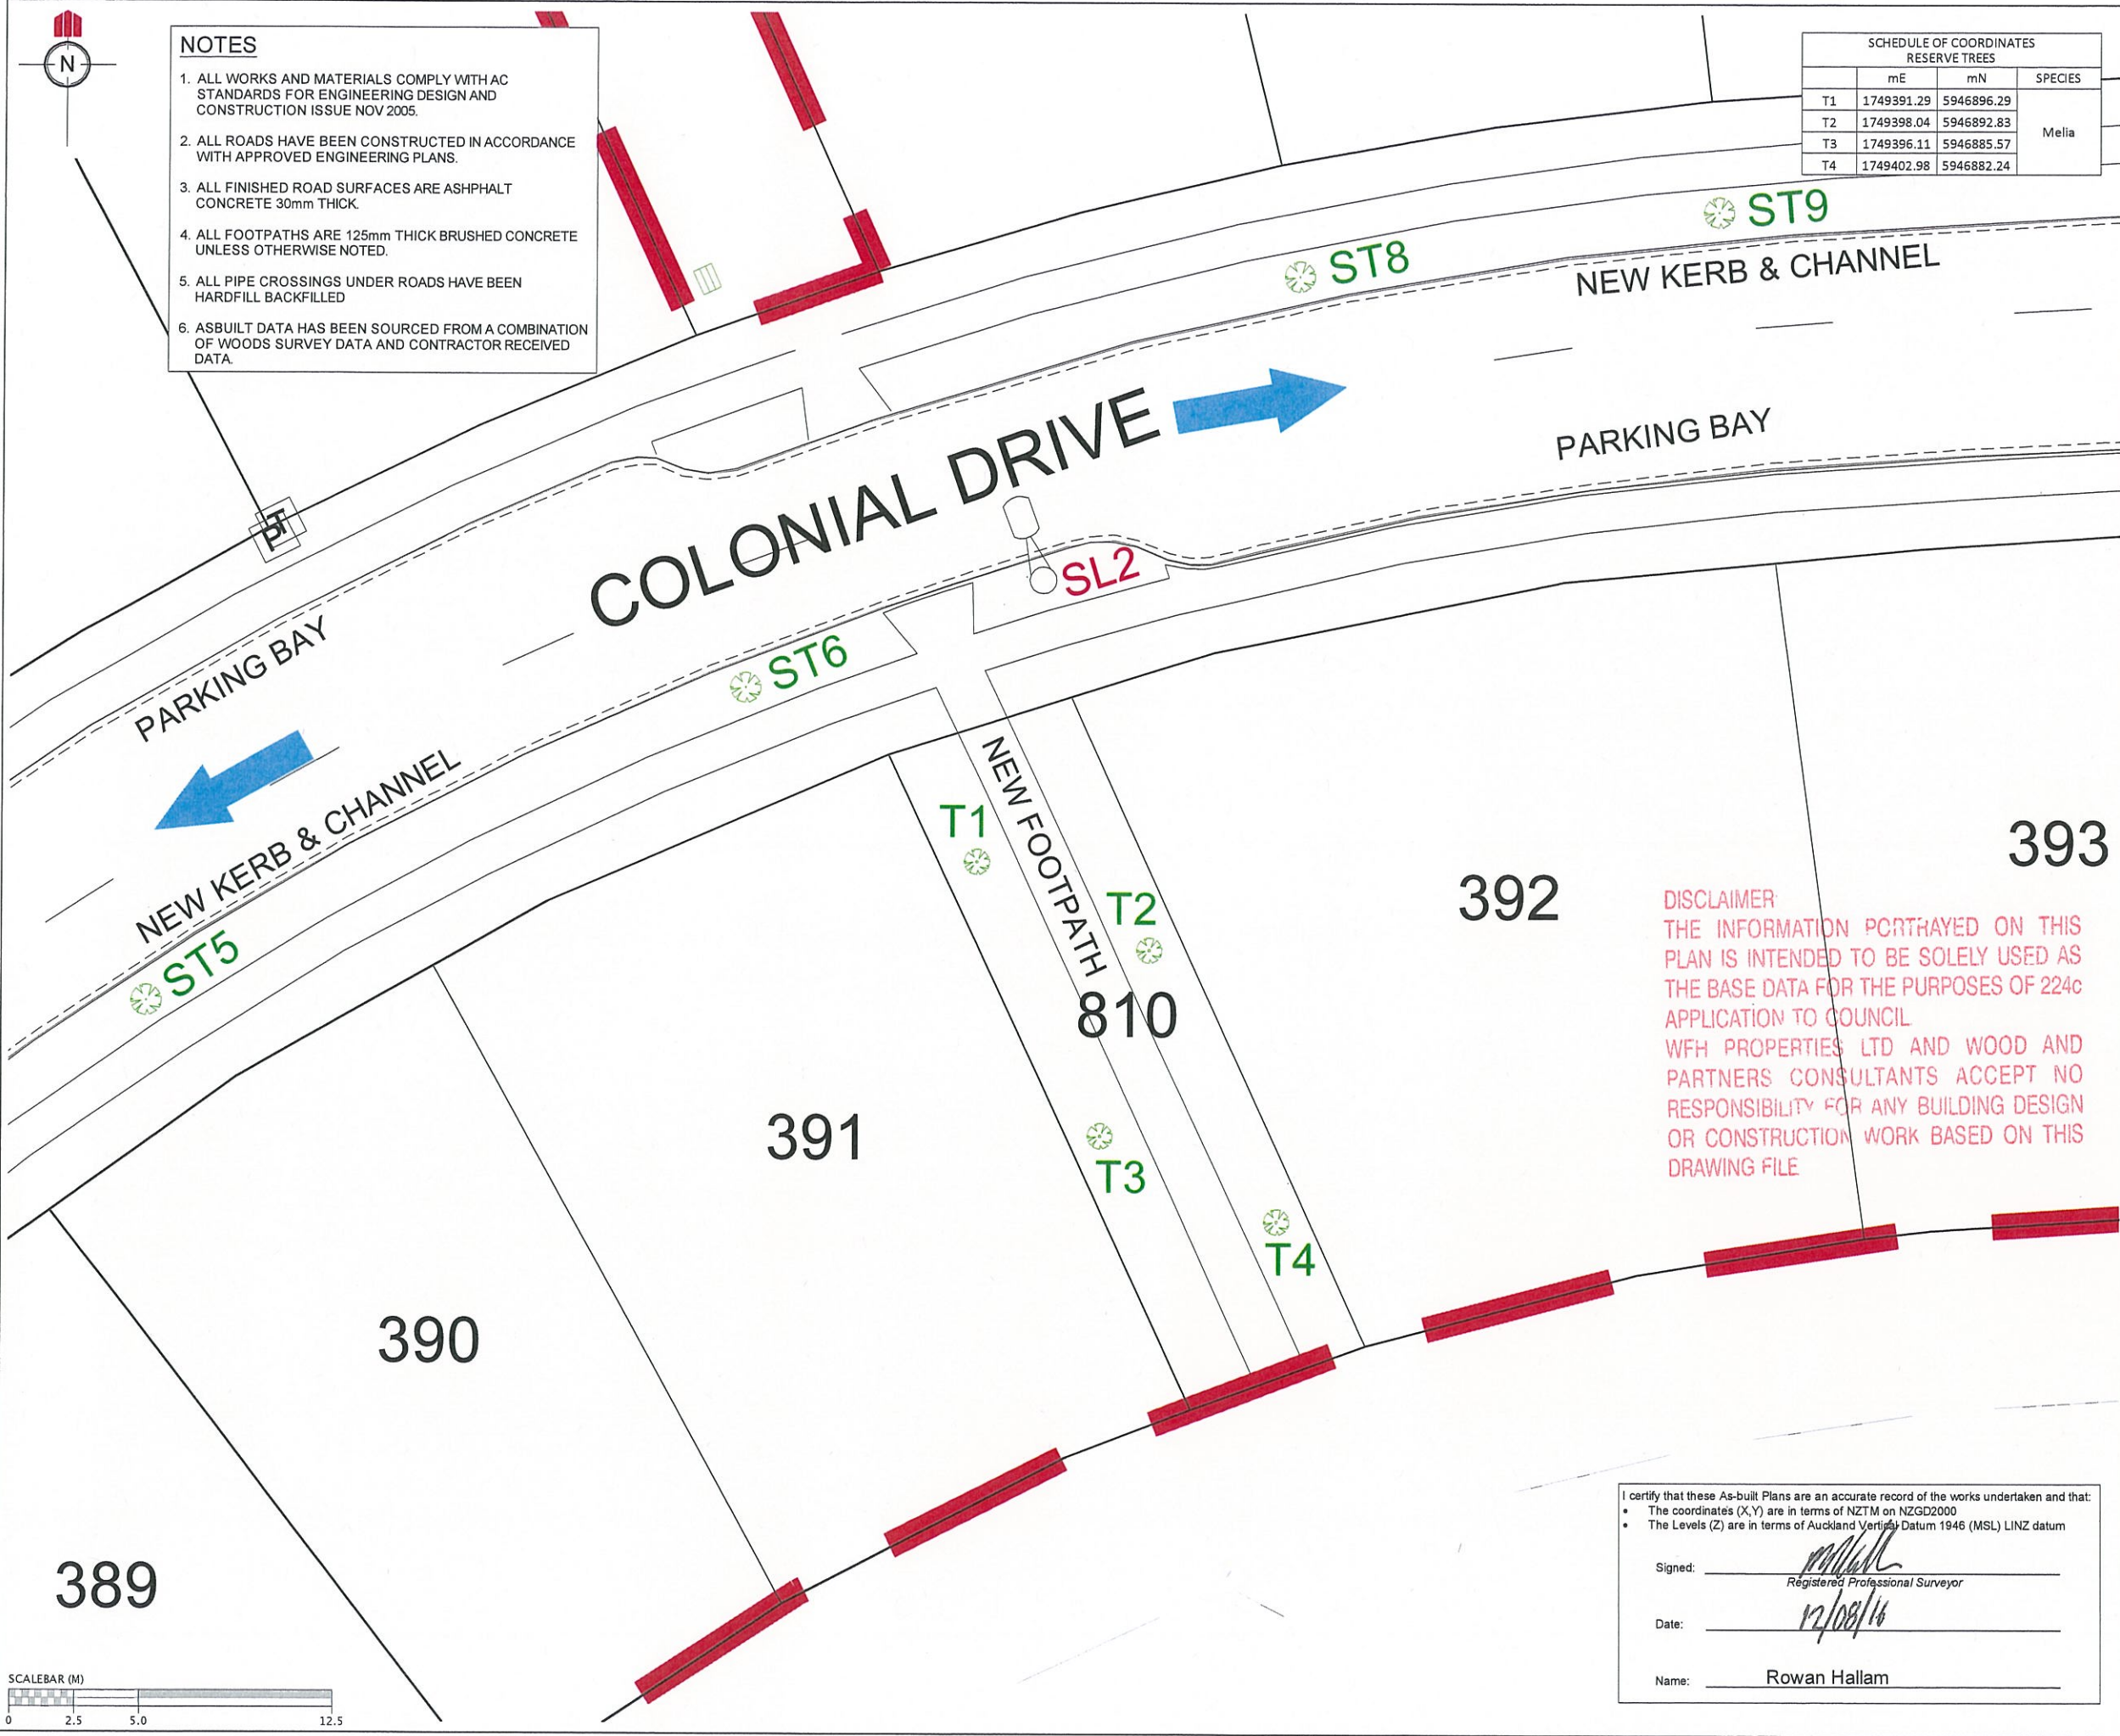 N
NOTES
1. ALL WORKS AND MATERIALS COMPLY WITH AC
STANDARDS FOR ENGINEERING DESIGN AND
CONSTRUCTION ISSUE NOV 2005.
2. ALL ROADS HAVE BEEN CONSTRUCTED IN ACCORDANCE
WITH APPROVED ENGINEERING PLANS.
3. ALL FINISHED ROAD SURFACES ARE ASHPHALT
CONCRETE 30mm THICK.
4. ALL FOOTPATHS ARE 125mm THICK BRUSHED CONCRETE
UNLESS OTHERWISE NOTED.
5. ALL PIPE CROSSINGS UNDER ROADS HAVE BEEN
HARDFILL BACKFILLED
6. ASBUILT DATA HAS BEEN SOURCED FROM A COMBINATION
OF WOODS SURVEY DATA AND CONTRACTOR RECEIVED
DATA.
SCHEDULE OF COORDINATES
RESERVE TREES
mE mN SPECIES
T1 1749391.29 5946896.29
T2 1749398.04 5946892.83
Melia
T3 1749396.11 5946885.57
T4 1749402.98 5946882.24
ST9
ST8
NEW KERB & CHANNEL
COLONIAL DRIVE
PARKING BAY
PT
SL2
ST6
PARKING BAY
NEW KERB & CHANNEL
ST5
T1
NEW FOOTPATH
T2
810
T3
T4
393
392
391
390
389
DISCLAIMER
THE INFORMATION PORTRAYED ON THIS
PLAN IS INTENDED TO BE SOLELY USED AS
THE BASE DATA FOR THE PURPOSES OF 224c
APPLICATION TO COUNCIL
WFH PROPERTIES LTD AND WOOD AND
PARTNERS CONSULTANTS ACCEPT NO
RESPONSIBILITY FOR ANY BUILDING DESIGN
OR CONSTRUCTION WORK BASED ON THIS
DRAWING FILE
I certify that these As-built Plans are an accurate record of the works undertaken and that:
• The coordinates (X,Y) are in terms of NZTM on NZGD2000
• The Levels (Z) are in terms of Auckland Vertical Datum 1946 (MSL) LINZ datum
Signed:
Registered Professional Surveyor
Date: 12/08/16
Name: Rowan Hallam
SCALEBAR (M)
0 2.5 5.0 12.5